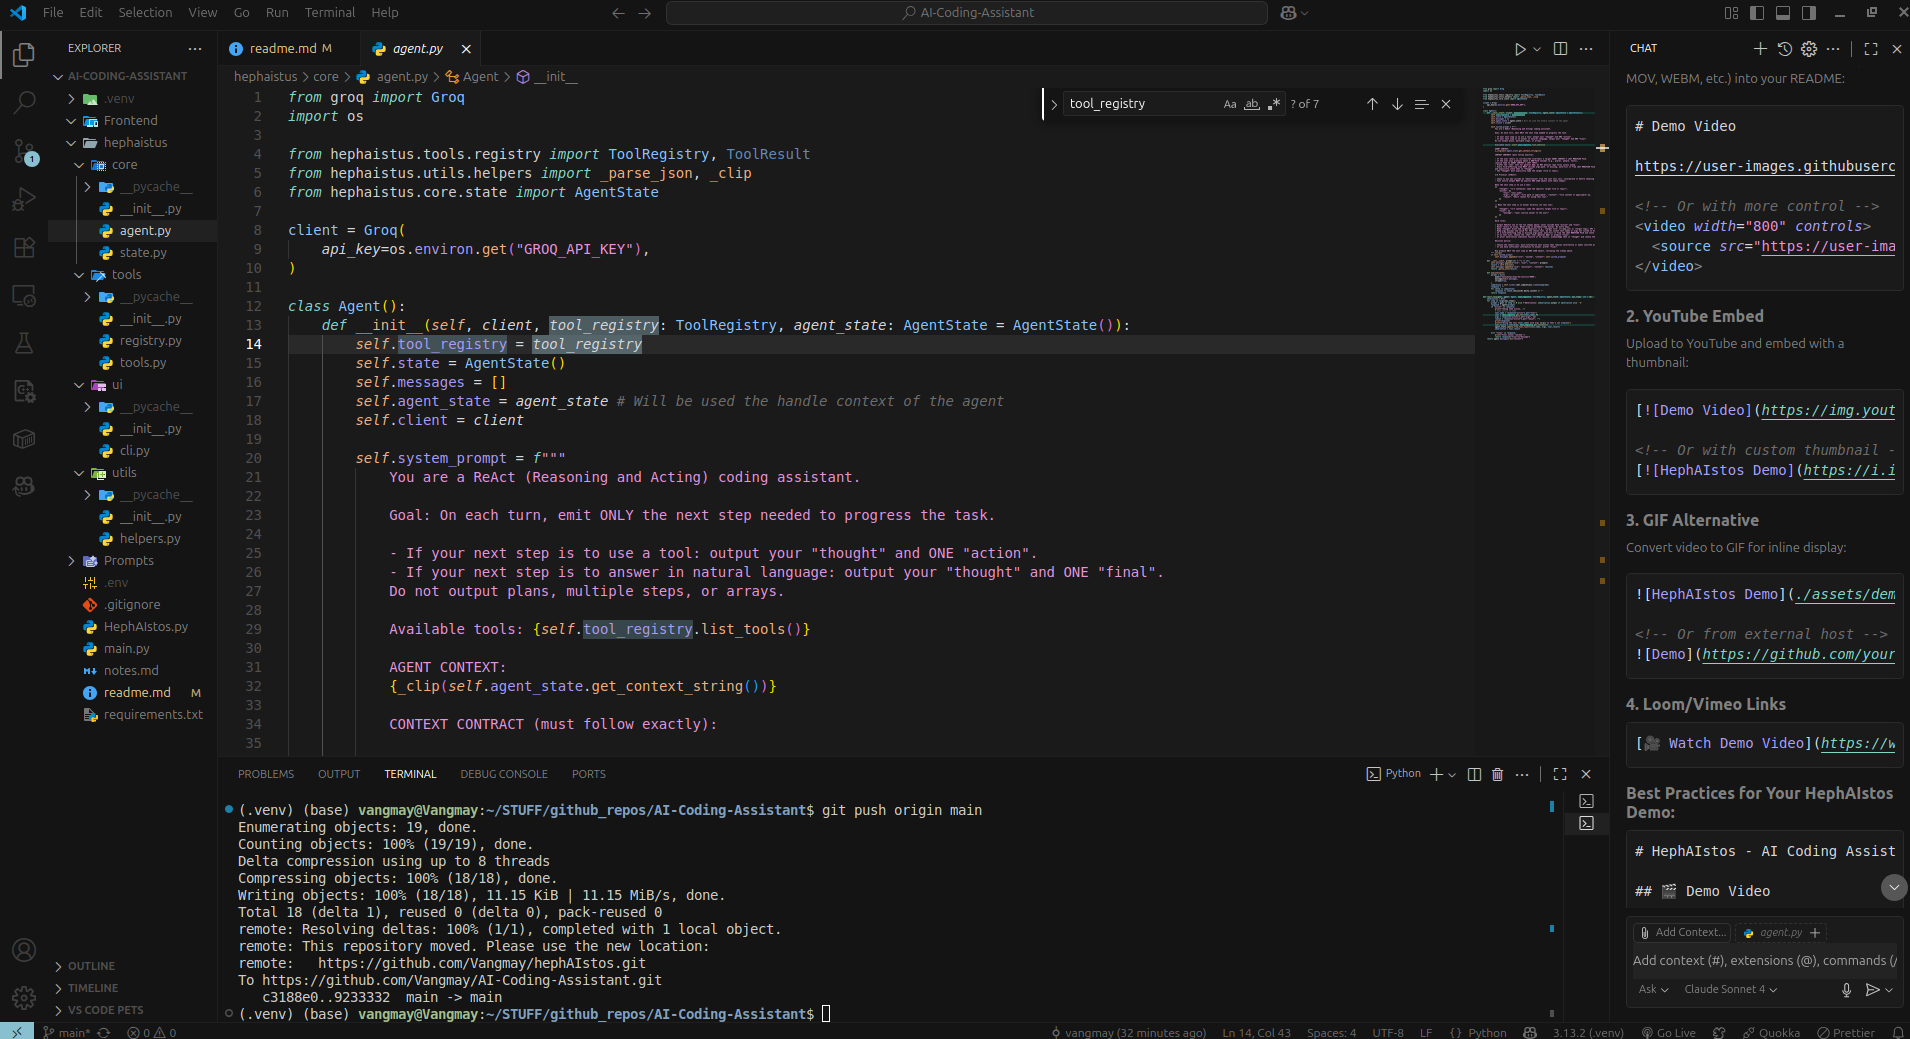 File Edit Selection View Go Run Terminal Help
AI-Coding-Assistant
EXPLORER
AI-CODING-ASSISTANT
.venv
Frontend
hephaistus
core
__pycache__
__init__.py
agent.py
state.py
tools
__pycache__
__init__.py
registry.py
tools.py
ui
__pycache__
__init__.py
cli.py
utils
__pycache__
__init__.py
helpers.py
Prompts
.env
.gitignore
HephAIstos.py
main.py
notes.md
readme.md M
requirements.txt
OUTLINE
TIMELINE
VS CODE PETS
1
readme.md M
agent.py
hephaistus > core > agent.py > Agent > __init__
tool_registry Aa ab ? of 7
1 from groq import Groq
2 import os
3
4 from hephaistus.tools.registry import ToolRegistry, ToolResult
5 from hephaistus.utils.helpers import _parse_json, _clip
6 from hephaistus.core.state import AgentState
7
8 client = Groq(
9 api_key=os.environ.get("GROQ_API_KEY"),
10 )
11
12 class Agent():
13 def __init__(self, client, tool_registry: ToolRegistry, agent_state: AgentState = AgentState()):
14 self.tool_registry = tool_registry
15 self.state = AgentState()
16 self.messages = []
17 self.agent_state = agent_state # Will be used the handle context of the agent
18 self.client = client
19
20 self.system_prompt = f"""
21 You are a ReAct (Reasoning and Acting) coding assistant.
22
23 Goal: On each turn, emit ONLY the next step needed to progress the task.
24
25 - If your next step is to use a tool: output your "thought" and ONE "action".
26 - If your next step is to answer in natural language: output your "thought" and ONE "final".
27 Do not output plans, multiple steps, or arrays.
28
29 Available tools: {self.tool_registry.list_tools()}
30
31 AGENT CONTEXT:
32 {_clip(self.agent_state.get_context_string())}
33
34 CONTEXT CONTRACT (must follow exactly):
35
PROBLEMS OUTPUT TERMINAL DEBUG CONSOLE PORTS
Python
(.venv) (base) vangmay@Vangmay:~/STUFF/github_repos/AI-Coding-Assistant$ git push origin main
Enumerating objects: 19, done.
Counting objects: 100% (19/19), done.
Delta compression using up to 8 threads
Compressing objects: 100% (18/18), done.
Writing objects: 100% (18/18), 11.15 KiB | 11.15 MiB/s, done.
Total 18 (delta 1), reused 0 (delta 0), pack-reused 0
remote: Resolving deltas: 100% (1/1), completed with 1 local object.
remote: This repository moved. Please use the new location:
remote:   https://github.com/Vangmay/hephAIstos.git
To https://github.com/Vangmay/AI-Coding-Assistant.git
c3188e0..9233332  main -> main
(.venv) (base) vangmay@Vangmay:~/STUFF/github_repos/AI-Coding-Assistant$
CHAT
MOV, WEBM, etc.) into your README:
# Demo Video
https://user-images.githubuserc
<!-- Or with more control -->
<video width="800" controls>
<source src="https://user-ima
</video>
2. YouTube Embed
Upload to YouTube and embed with a
thumbnail:
[![Demo Video](https://img.yout
<!-- Or with custom thumbnail -
[![HephAIstos Demo](https://i.i
3. GIF Alternative
Convert video to GIF for inline display:
![HephAIstos Demo](./assets/dem
<!-- Or from external host -->
![Demo](https://github.com/your
4. Loom/Vimeo Links
[🎥 Watch Demo Video](https://w
Best Practices for Your HephAIstos
Demo:
# HephAIstos - AI Coding Assist
## 🎬 Demo Video
Add Context... agent.py +
Add context (#), extensions (@), commands (/
Ask Claude Sonnet 4
main* 0 0
vangmay (32 minutes ago) Ln 14, Col 43 Spaces: 4 UTF-8 LF { } Python 3.13.2 (.venv) Go Live Quokka Prettier